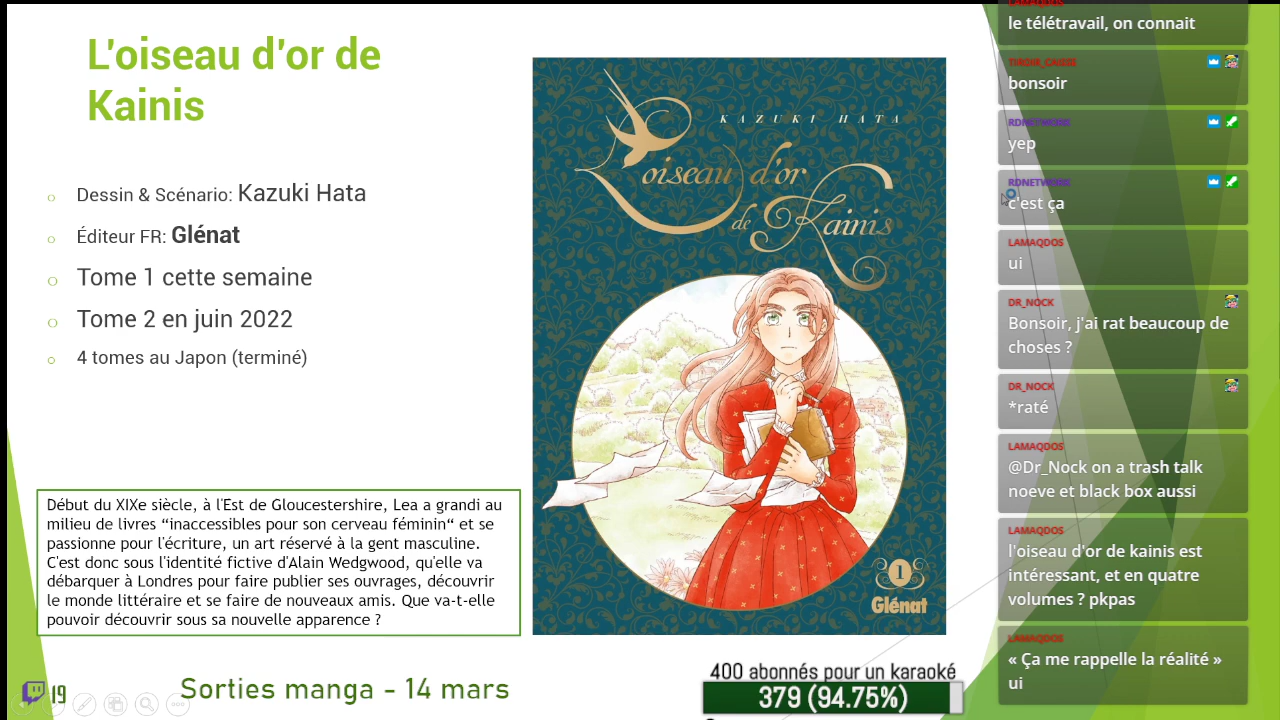 L'oiseau d'or de
Kainis
Dessin & Scénario: Kazuki Hata
Éditeur FR: Glénat
Tome 1 cette semaine
Tome 2 en juin 2022
4 tomes au Japon (terminé)
Début du XIXe siècle, à l'Est de Gloucestershire, Lea a grandi au
milieu de livres “inaccessibles pour son cerveau féminin“ et se
passionne pour l'écriture, un art réservé à la gent masculine.
C'est donc sous l'identité fictive d'Alain Wedgwood, qu'elle va
débarquer à Londres pour faire publier ses ouvrages, découvrir
le monde littéraire et se faire de nouveaux amis. Que va-t-elle
pouvoir découvrir sous sa nouvelle apparence ?
19
Sorties manga - 14 mars
KAZUKI HATA
L'oiseau d'or
de Kainis
1
Glénat
400 abonnés pour un karaoké
379 (94.75%)
LAMAQDOS
le télétravail, on connait
TIROIR_CAISSE
bonsoir
yep
c'est ça
LAMAQDOS
ui
DR_NOCK
Bonsoir, j'ai rat beaucoup de
choses ?
DR_NOCK
*raté
LAMAQDOS
@Dr_Nock on a trash talk
noeve et black box aussi
LAMAQDOS
l'oiseau d'or de kainis est
intéressant, et en quatre
volumes ? pkpas
LAMAQDOS
« Ça me rappelle la réalité »
ui